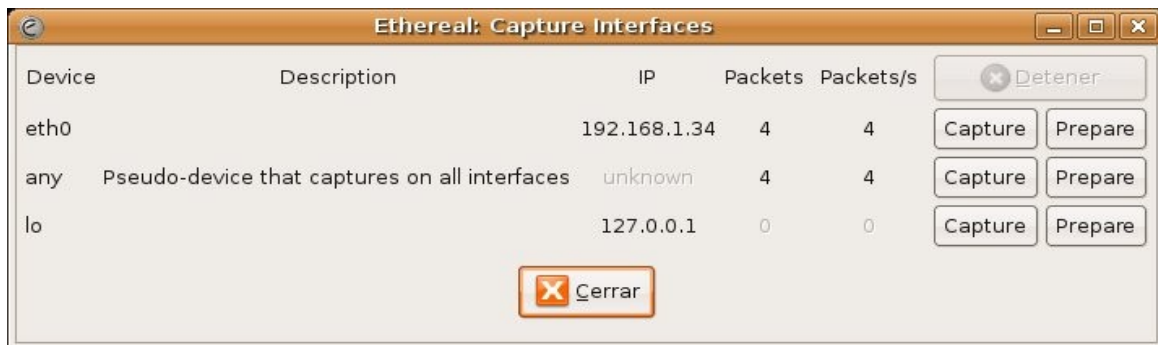 Ethereal: Capture Interfaces
Device Description IP Packets Packets/s Detener
eth0 192.168.1.34 4 4 Capture Prepare
any Pseudo-device that captures on all interfaces unknown 4 4 Capture Prepare
lo 127.0.0.1 0 0 Capture Prepare
Cerrar